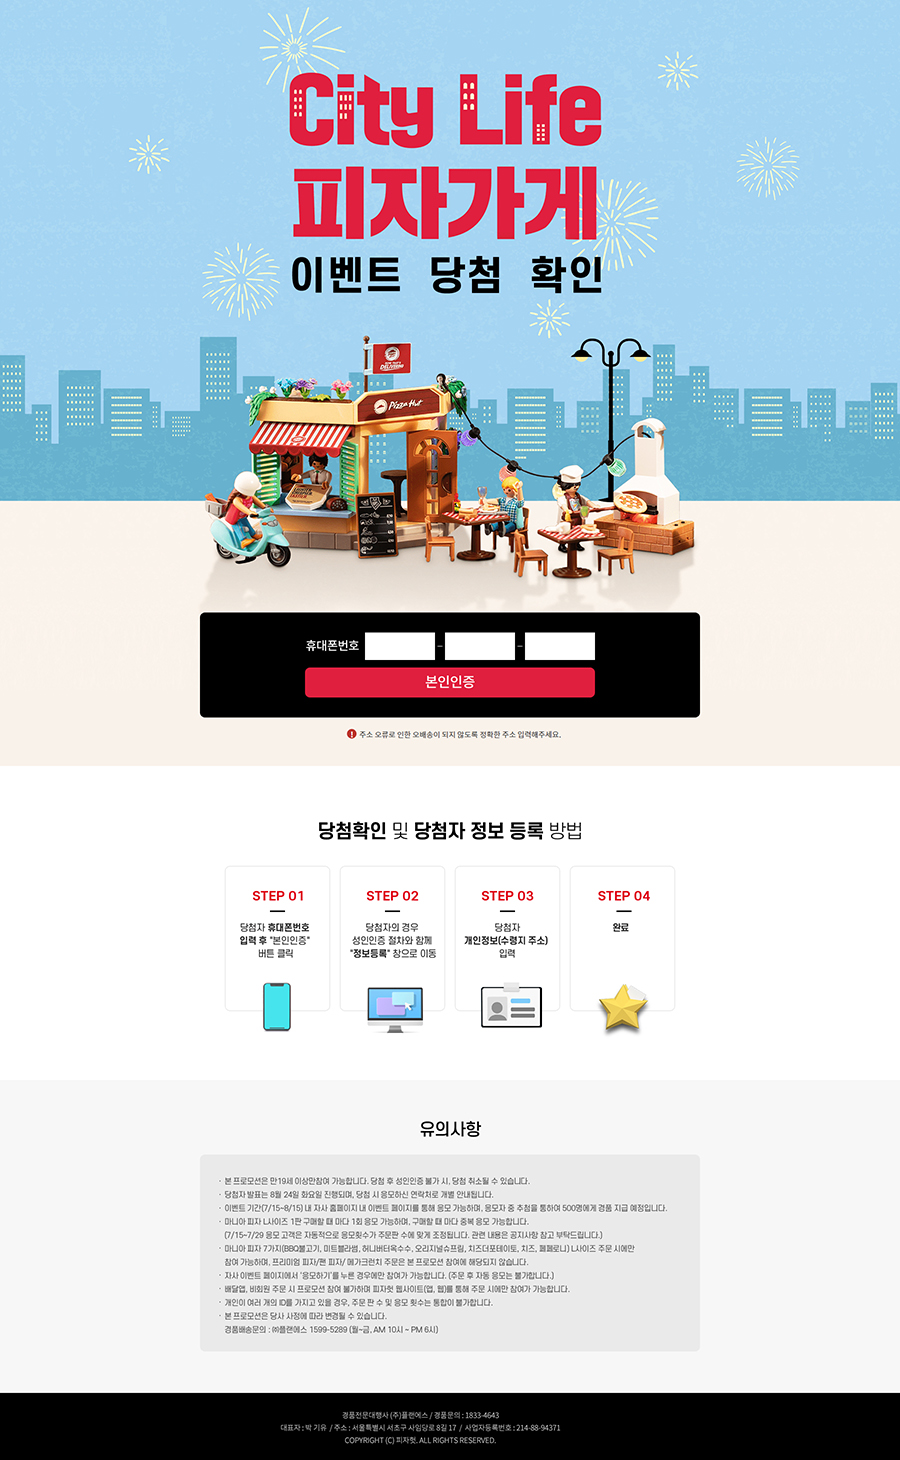 City Life
피자가게
이벤트 당첨 확인
DELIVERY
Pizza Hut
휴대폰번호 - -
본인인증
! 주소 오류로 인한 오배송이 되지 않도록 정확한 주소 입력해주세요.
당첨확인 및 당첨자 정보 등록 방법
STEP 01
당첨자 휴대폰번호
입력 후 "본인인증"
버튼 클릭
STEP 02
당첨자의 경우
성인인증 절차와 함께
"정보등록" 창으로 이동
STEP 03
당첨자
개인정보(수령지 주소)
입력
STEP 04
완료
유의사항
· 본 프로모션은 만19세 이상만참여 가능합니다. 당첨 후 성인인증 불가 시, 당첨 취소될 수 있습니다.
· 당첨자 발표는 8월 24일 화요일 진행되며, 당첨 시 응모하신 연락처로 개별 안내됩니다.
· 이벤트 기간(7/15~8/15) 내 자사 홈페이지 내 이벤트 페이지를 통해 응모 가능하며, 응모자 중 추첨을 통하여 500명에게 경품 지급 예정입니다.
· 마니아 피자 L사이즈 1판 구매할 때 마다 1회 응모 가능하며, 구매할 때 마다 중복 응모 가능합니다.
(7/15~7/29 응모 고객은 자동적으로 응모횟수가 주문판 수에 맞게 조정됩니다. 관련 내용은 공지사항 참고 부탁드립니다.)
· 마니아 피자 7가지(BBQ불고기, 미트블라썸, 허니버터옥수수, 오리지널슈프림, 치즈더포테이토, 치즈, 페페로니) L사이즈 주문 시에만
참여 가능하며, 프리미엄 피자/팬 피자/ 메가크런치 주문은 본 프로모션 참여에 해당되지 않습니다.
· 자사 이벤트 페이지에서 '응모하기'를 누른 경우에만 참여가 가능합니다. (주문 후 자동 응모는 불가합니다.)
· 배달앱, 비회원 주문 시 프로모션 참여 불가하며 피자헛 웹사이트(앱, 웹)를 통해 주문 시에만 참여가 가능합니다.
· 개인이 여러 개의 ID를 가지고 있을 경우, 주문 판 수 및 응모 횟수는 통합이 불가합니다.
· 본 프로모션은 당사 사정에 따라 변경될 수 있습니다.
경품배송문의 : ㈜플랜에스 1599-5289 (월~금, AM 10시 ~ PM 6시)
경품전문대행사 (주)플랜에스 / 경품문의 : 1833-4643
대표자 : 박 기유 / 주소 : 서울특별시 서초구 사임당로 8길 17 / 사업자등록번호 : 214-88-94371
COPYRIGHT (C) 피자헛. ALL RIGHTS RESERVED.